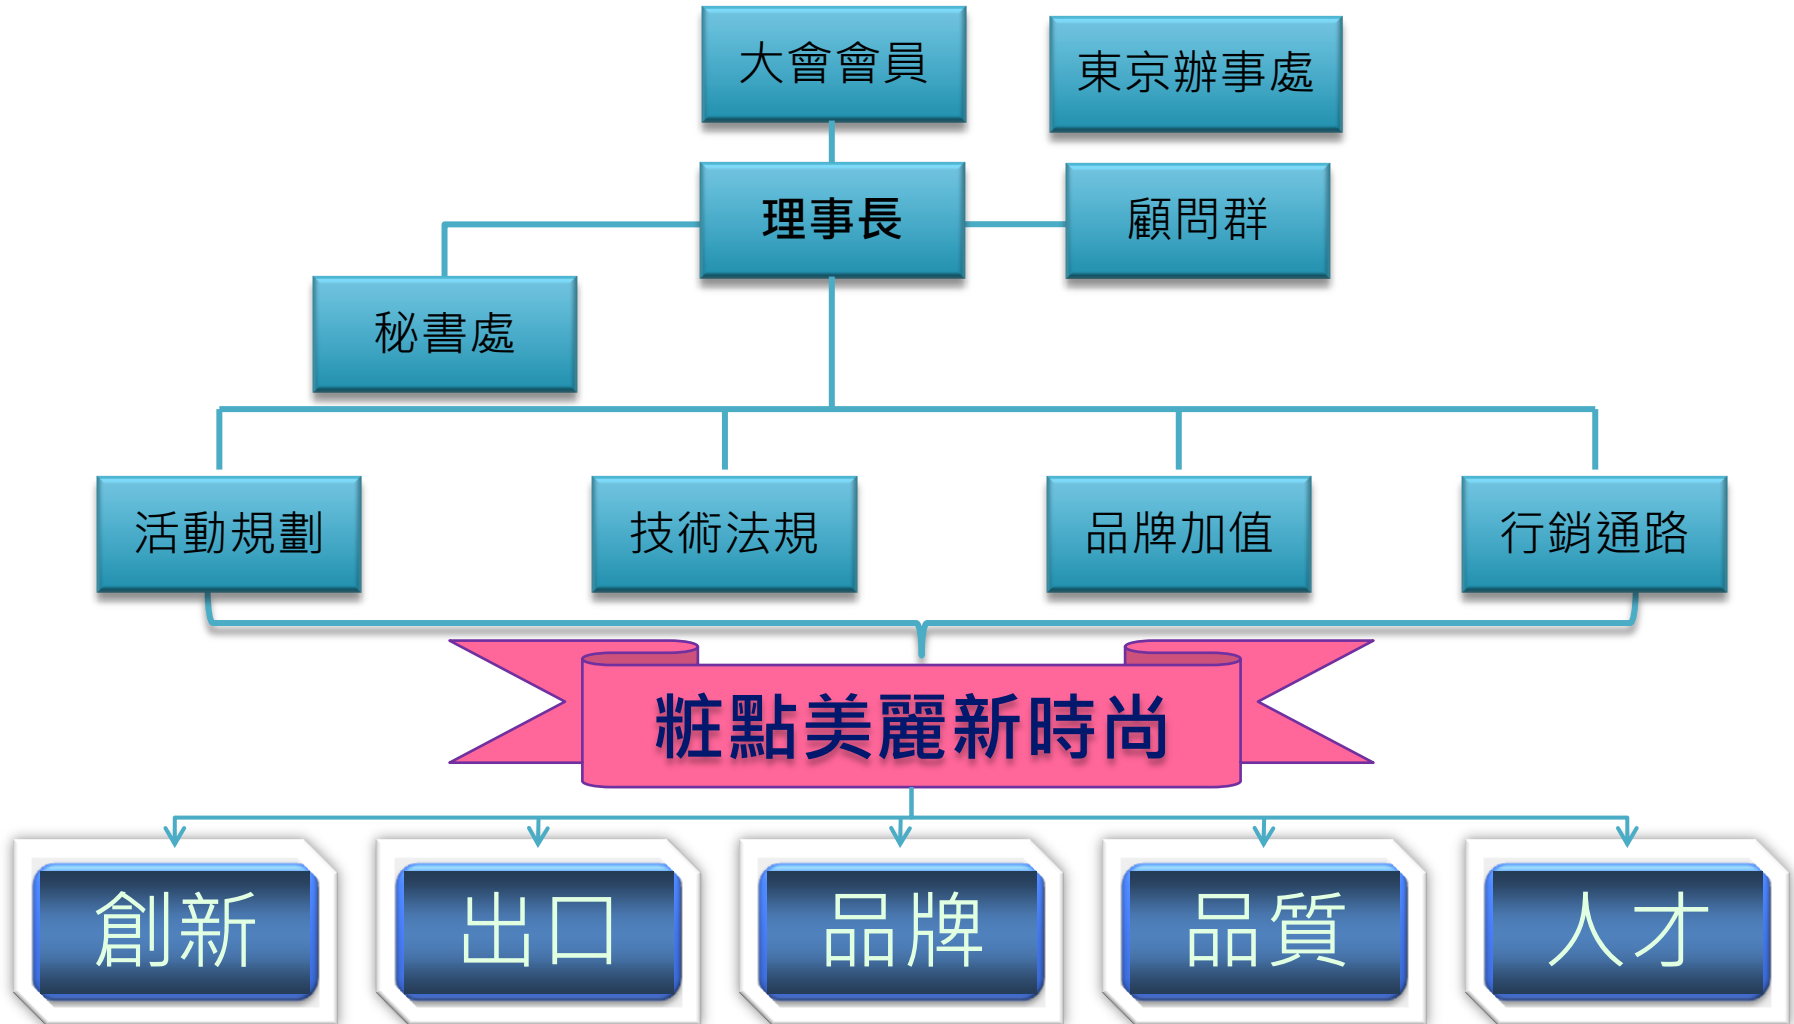 大會會員
東京辦事處
理事長
顧問群
秘書處
活動規劃
技術法規
品牌加值
行銷通路
粧點美麗新時尚
創新
出口
品牌
品質
人才